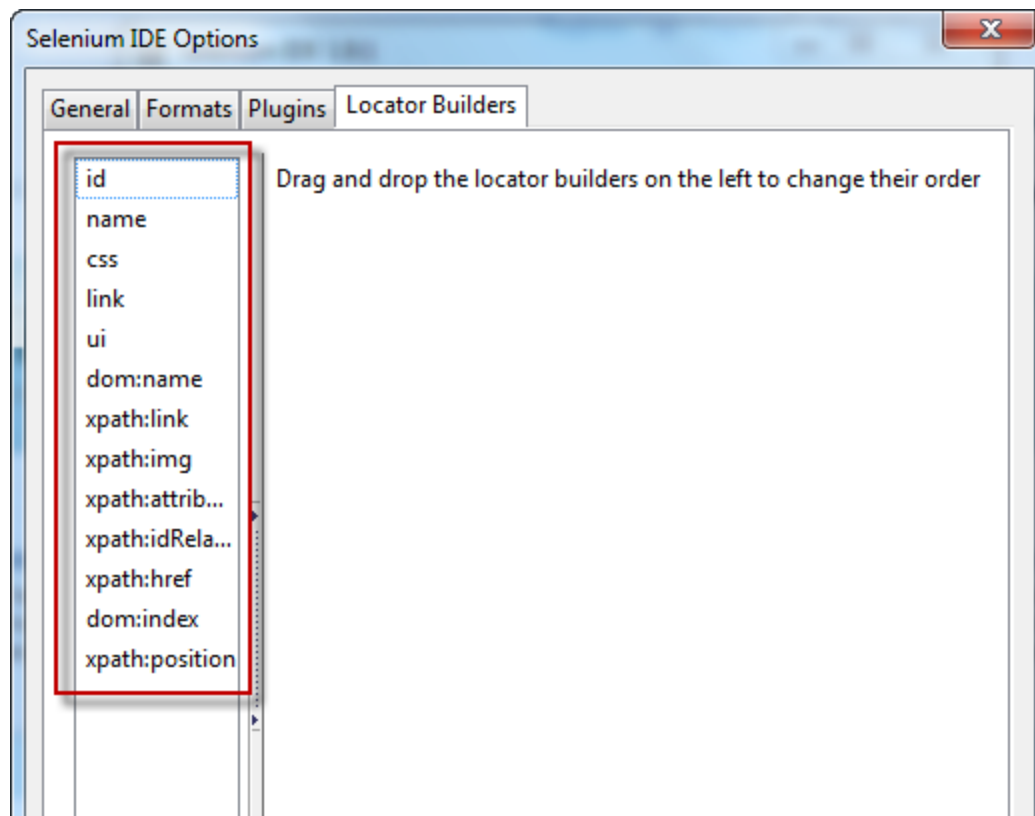 Selenium IDE Options
General Formats Plugins Locator Builders
id
Drag and drop the locator builders on the left to change their order
name
css
link
ui
dom:name
xpath:link
xpath:img
xpath:attrib...
xpath:idRela...
xpath:href
dom:index
xpath:position